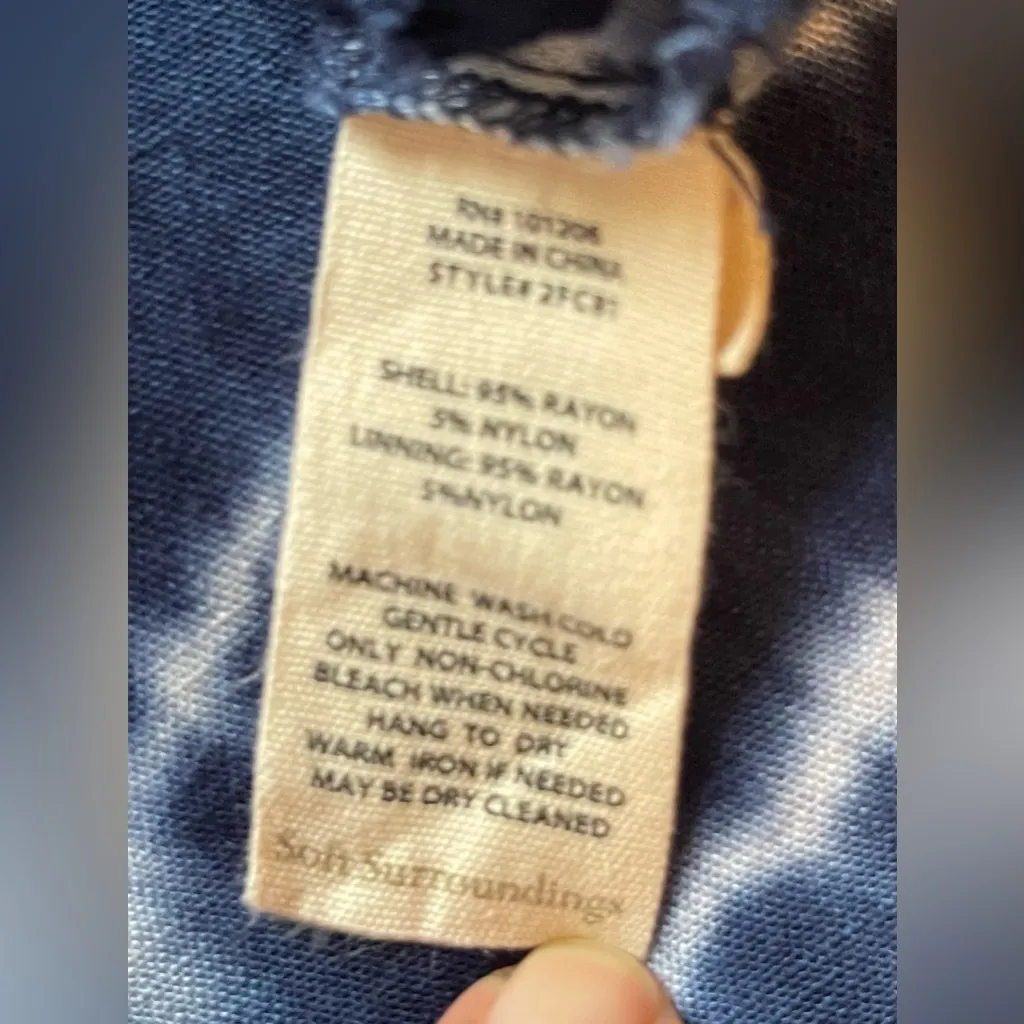 RN# 101206
MADE IN CHINA
STYLE# 2FC81
SHELL: 95% RAYON
5% NYLON
LINNING: 95% RAYON
5%NYLON
MACHINE WASH COLD
GENTLE CYCLE
ONLY NON-CHLORINE
BLEACH WHEN NEEDED
HANG TO DRY
WARM IRON IF NEEDED
MAY BE DRY CLEANED
Soft Surroundings